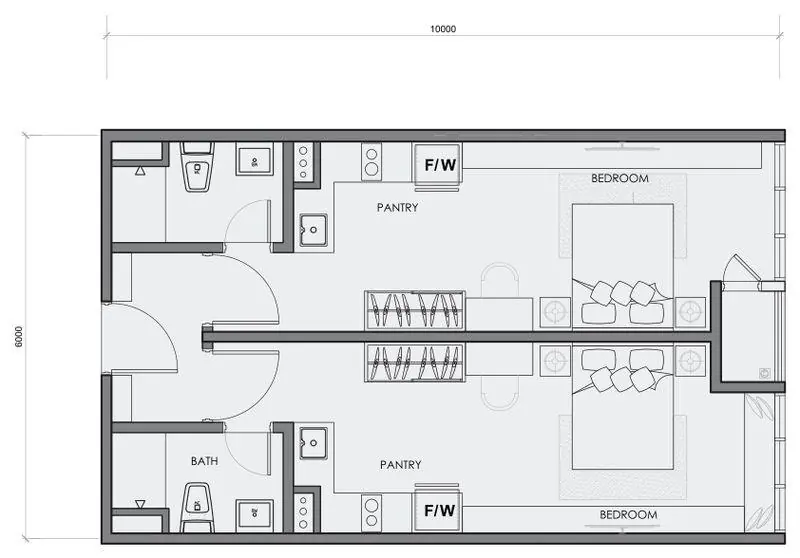 10000
6000
F/W
BEDROOM
PANTRY
BATH
PANTRY
F/W
BEDROOM